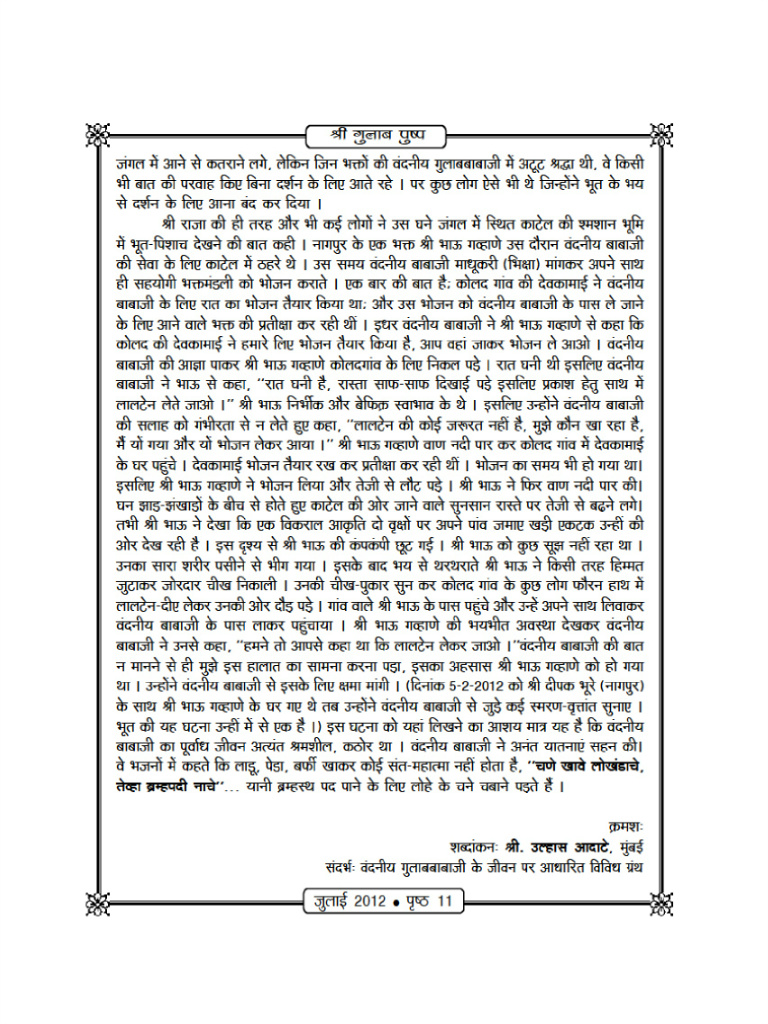 श्री गुलाब पुष्प
जंगल में आने से कतराने लगे, लेकिन जिन भक्तों की वंदनीय गुलाबबाबाजी में अटूट श्रद्धा थी, वे किसी
भी बात की परवाह किए बिना दर्शन के लिए आते रहे । पर कुछ लोग ऐसे भी थे जिन्होंने भूत के भय
से दर्शन के लिए आना बंद कर दिया ।
श्री राजा की ही तरह और भी कई लोगों ने उस घने जंगल में स्थित काटेल की श्मशान भूमि
में भूत-पिशाच देखने की बात कही । नागपुर के एक भक्त श्री भाऊ गव्हाणे उस दौरान वंदनीय बाबाजी
की सेवा के लिए काटेल में ठहरे थे । उस समय वंदनीय बाबाजी माधूकरी (भिक्षा) मांगकर अपने साथ
ही सहयोगी भक्तमंडली को भोजन कराते । एक बार की बात है; कोलद गांव की देवकामाई ने वंदनीय
बाबाजी के लिए रात का भोजन तैयार किया था; और उस भोजन को वंदनीय बाबाजी के पास ले जाने
के लिए आने वाले भक्त की प्रतीक्षा कर रही थीं । इधर वंदनीय बाबाजी ने श्री भाऊ गव्हाणे से कहा कि
कोलद की देवकामाई ने हमारे लिए भोजन तैयार किया है, आप वहां जाकर भोजन ले आओ । वंदनीय
बाबाजी की आज्ञा पाकर श्री भाऊ गव्हाणे कोलदगांव के लिए निकल पड़े । रात घनी थी इसलिए वंदनीय
बाबाजी ने भाऊ से कहा, ''रात घनी है, रास्ता साफ-साफ दिखाई पड़े इसलिए प्रकाश हेतु साथ में
लालटेन लेते जाओ ।'' श्री भाऊ निर्भीक और बेफिक्र स्वाभाव के थे । इसलिए उन्होंने वंदनीय बाबाजी
की सलाह को गंभीरता से न लेते हुए कहा, ''लालटेन की कोई जरूरत नहीं है, मुझे कौन खा रहा है,
मैं यों गया और यों भोजन लेकर आया ।'' श्री भाऊ गव्हाणे वाण नदी पार कर कोलद गांव में देवकामाई
के घर पहुंचे । देवकामाई भोजन तैयार रख कर प्रतीक्षा कर रही थीं । भोजन का समय भी हो गया था।
इसलिए श्री भाऊ गव्हाणे ने भोजन लिया और तेजी से लौट पड़े । श्री भाऊ ने फिर वाण नदी पार की।
घन झाड़-झंखाड़ों के बीच से होते हुए काटेल की ओर जाने वाले सुनसान रास्ते पर तेजी से बढ़ने लगे।
तभी श्री भाऊ ने देखा कि एक विकराल आकृति दो वृक्षों पर अपने पांव जमाए खड़ी एकटक उन्हीं की
ओर देख रही है । इस दृश्य से श्री भाऊ की कंपकंपी छूट गई । श्री भाऊ को कुछ सूझ नहीं रहा था ।
उनका सारा शरीर पसीने से भीग गया । इसके बाद भय से थरथराते श्री भाऊ ने किसी तरह हिम्मत
जुटाकर जोरदार चीख निकाली । उनकी चीख-पुकार सुन कर कोलद गांव के कुछ लोग फौरन हाथ में
लालटेन-दीए लेकर उनकी ओर दौड़ पड़े । गांव वाले श्री भाऊ के पास पहुंचे और उन्हें अपने साथ लिवाकर
वंदनीय बाबाजी के पास लाकर पहुंचाया । श्री भाऊ गव्हाणे की भयभीत अवस्था देखकर वंदनीय
बाबाजी ने उनसे कहा, ''हमने तो आपसे कहा था कि लालटेन लेकर जाओ ।''वंदनीय बाबाजी की बात
न मानने से ही मुझे इस हालात का सामना करना पड़ा, इसका अहसास श्री भाऊ गव्हाणे को हो गया
था । उन्होंने वंदनीय बाबाजी से इसके लिए क्षमा मांगी । (दिनांक 5-2-2012 को श्री दीपक भूरे (नागपुर)
के साथ श्री भाऊ गव्हाणे के घर गए थे तब उन्होंने वंदनीय बाबाजी से जुड़े कई स्मरण-वृत्तांत सुनाए ।
भूत की यह घटना उन्हीं में से एक है ।) इस घटना को यहां लिखने का आशय मात्र यह है कि वंदनीय
बाबाजी का पूर्वाध जीवन अत्यंत श्रमशील, कठोर था । वंदनीय बाबाजी ने अनंत यातनाएं सहन की।
वे भजनों में कहते कि लाडू, पेडा, बर्फी खाकर कोई संत-महात्मा नहीं होता है, ''चणे खावे लोखंडाचे,
तेव्हा ब्रम्हपदी नाचे''... यानी ब्रम्हस्थ पद पाने के लिए लोहे के चने चबाने पड़ते हैं ।
क्रमशः
शब्दांकनः श्री. उल्हास आदाटे, मुंबई
संदर्भः वंदनीय गुलाबबाबाजी के जीवन पर आधारित विविध ग्रंथ
जुलाई 2012 ● पृष्ठ 11